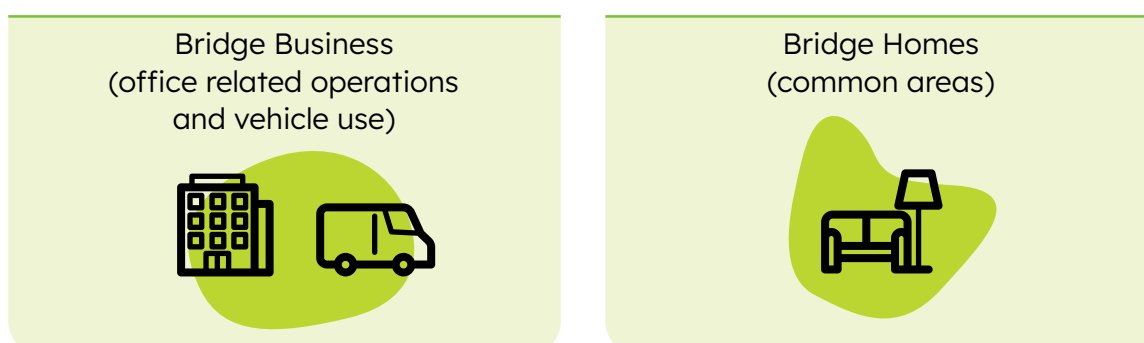 Bridge Business
(office related operations
and vehicle use)
Bridge Homes
(common areas)